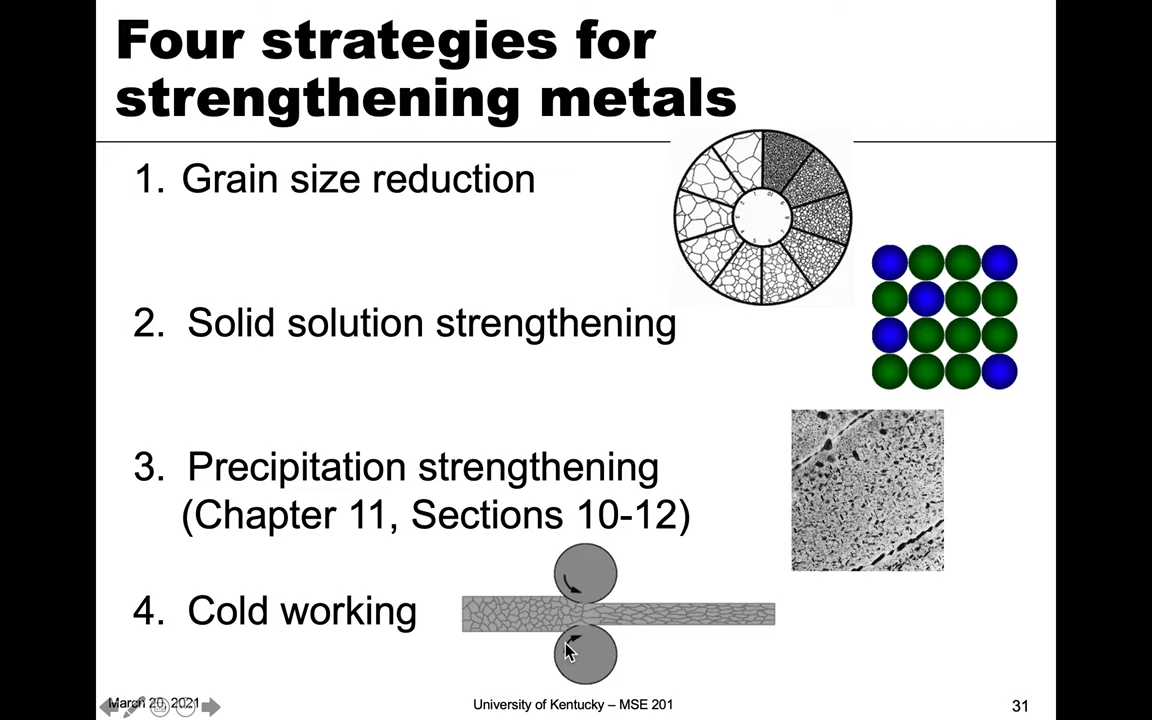 Four strategies for
strengthening metals
1. Grain size reduction
2. Solid solution strengthening
3. Precipitation strengthening
(Chapter 11, Sections 10-12)
4. Cold working
March 20, 2021
University of Kentucky – MSE 201
31